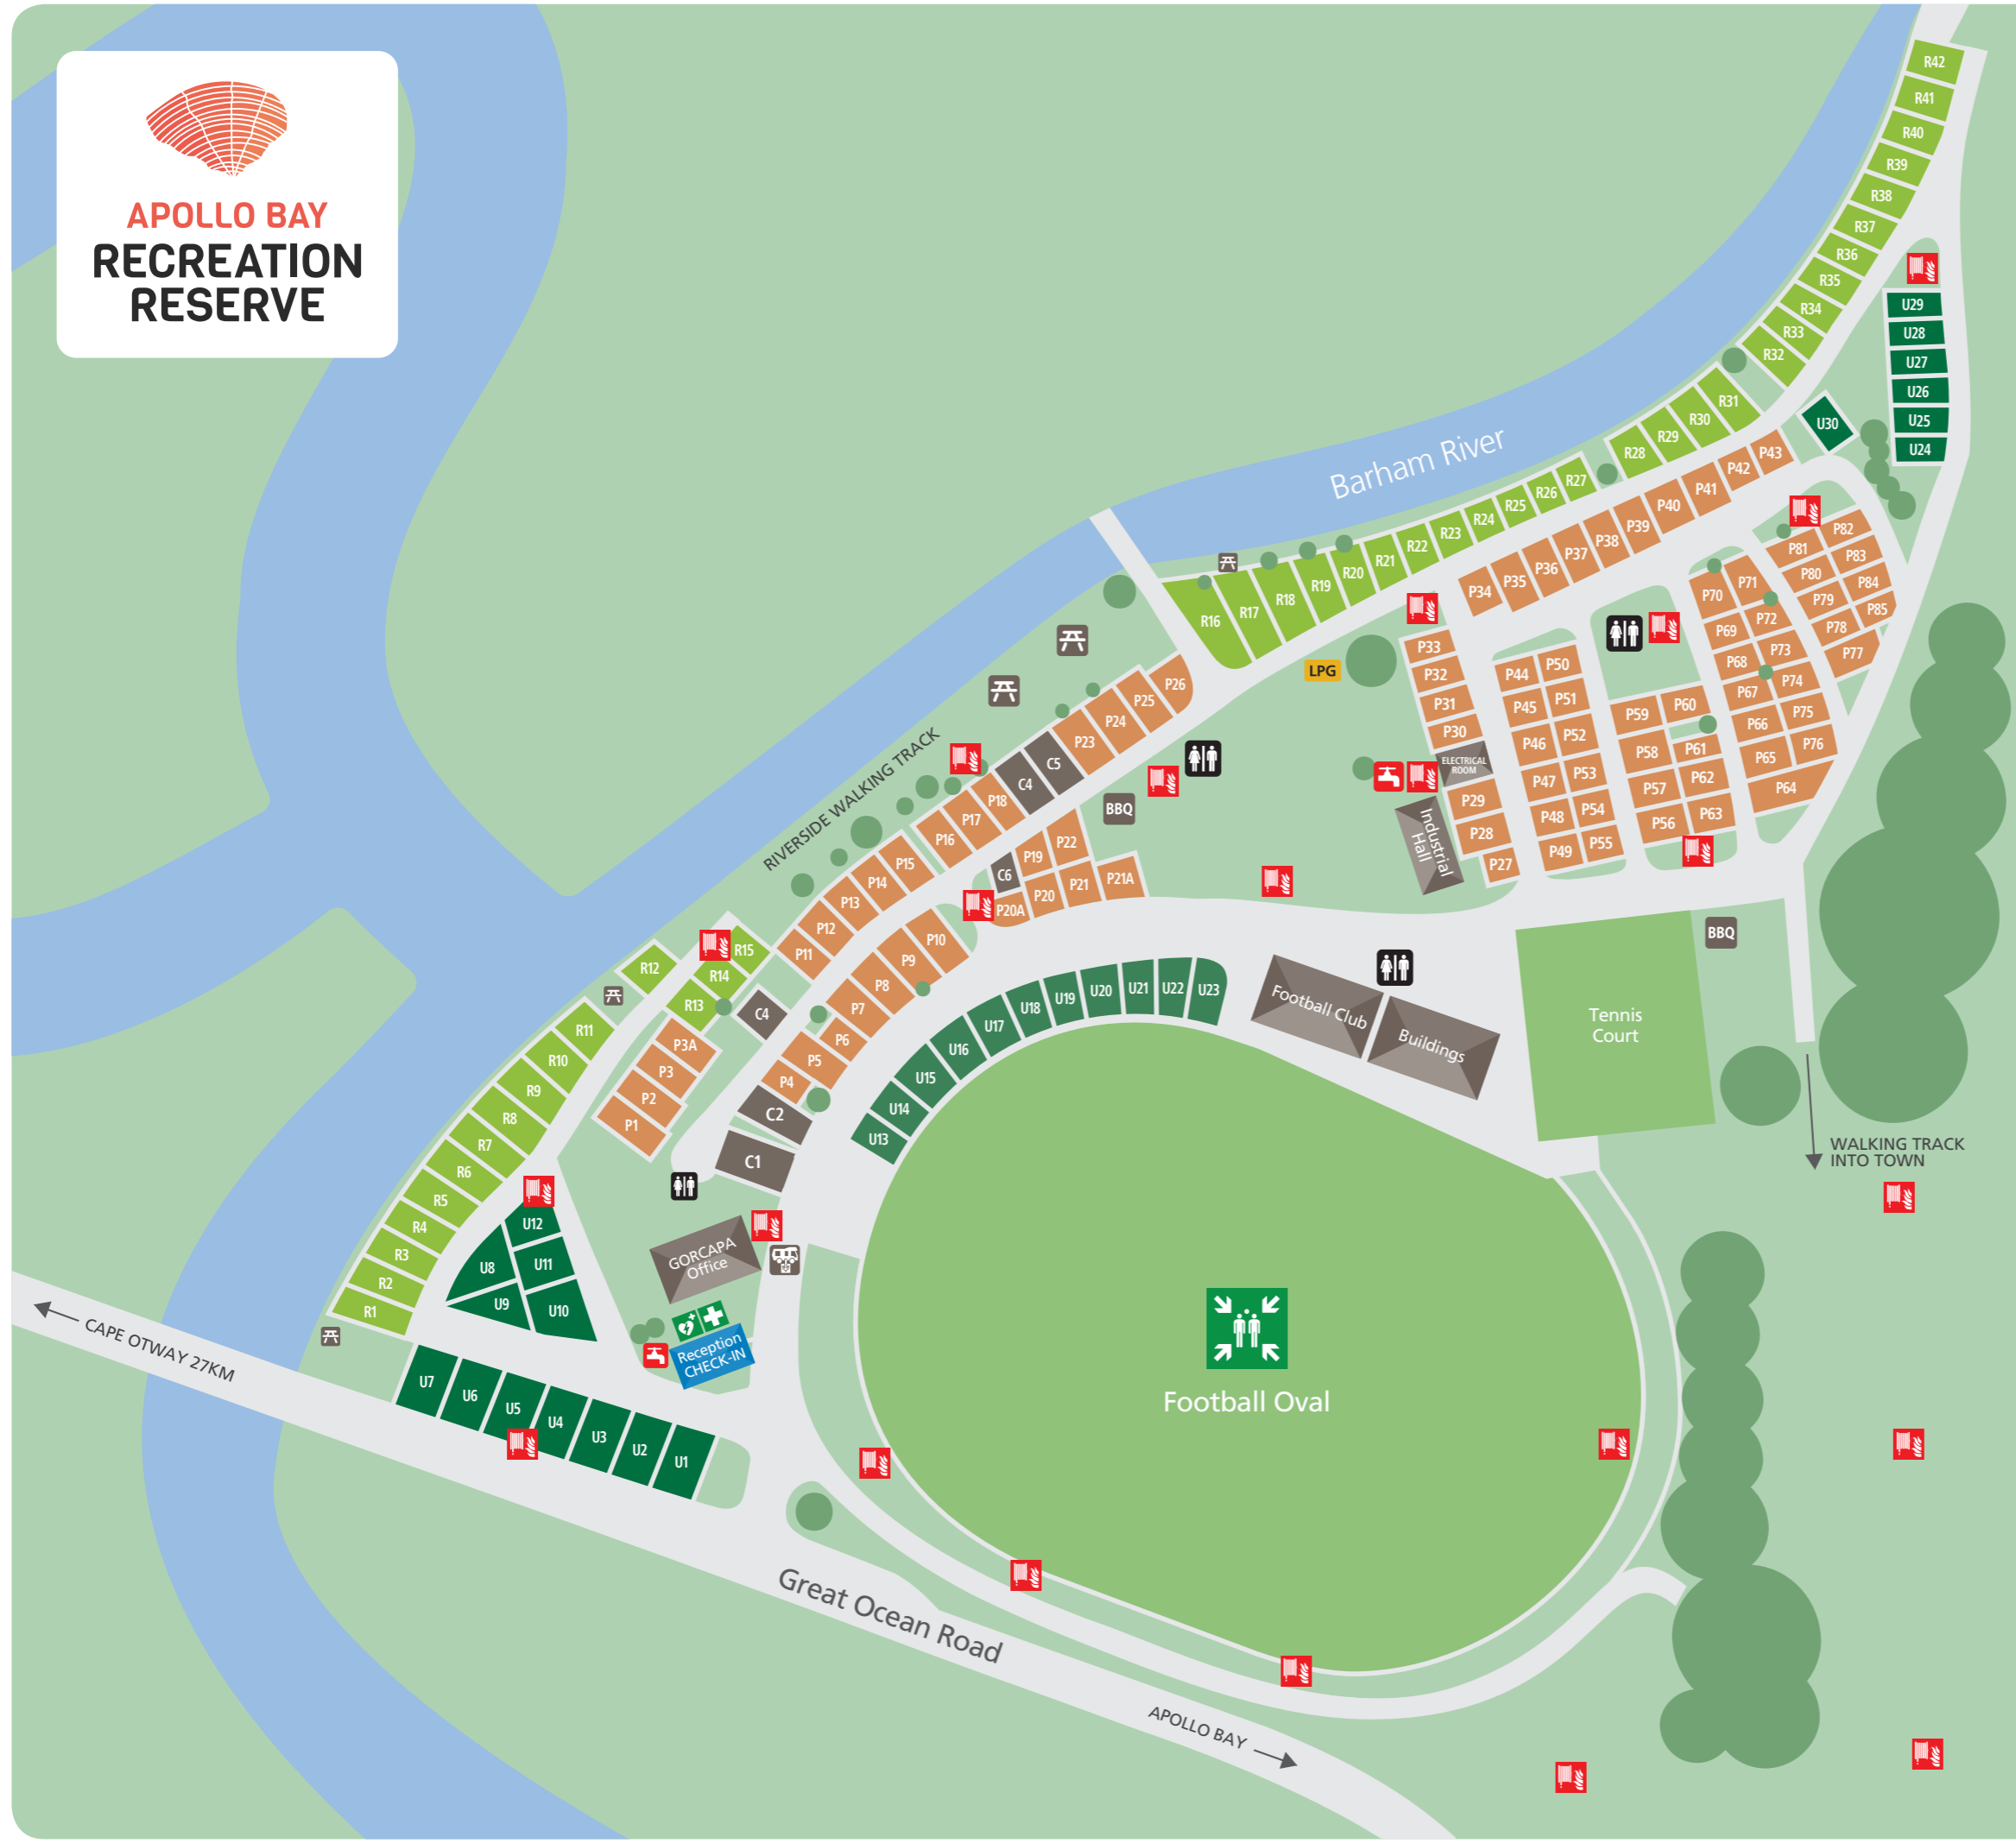 APOLLO BAY
RECREATION
RESERVE
R42
R41
R40
R39
R38
R37
R36
R35
R34
R33
R32
R31
R30
R29
R28
R27
R26
R25
R24
R23
R22
R21
R20
R19
R18
R17
R16
U29
U28
U27
U26
U25
U24
U30
Barham River
P43
P42
P41
P40
P39
P38
P37
P36
P35
P34
P82
P81
P83
P80
P84
P79
P85
P78
P77
P71
P70
P72
P69
P73
P68
P74
P67
P75
P66
P76
P65
P64
P60
P59
P61
P58
P62
P57
P63
P56
P50
P44
P51
P45
P52
P46
P53
P47
P54
P48
P55
P49
P33
P32
P31
P30
ELECTRICAL
ROOM
P29
P28
P27
Industrial
Hall
LPG
RIVERSIDE WALKING TRACK
P26
P25
P24
P23
C5
C4
P18
P17
P16
P15
P14
P13
P12
P11
BBQ
P22
P19
C6
P21A
P21
P20
P20A
P10
P9
P8
P7
P6
P5
P4
C2
C1
R15
R14
R13
R12
C4
P3A
P3
P2
P1
R11
R10
R9
R8
R7
R6
R5
R4
R3
R2
R1
U23
U22
U21
U20
U19
U18
U17
U16
U15
U14
U13
Football Club
Buildings
Tennis
Court
BBQ
WALKING TRACK
INTO TOWN
U12
U11
U10
U8
U9
GORCAPA
Office
Reception
CHECK-IN
U7
U6
U5
U4
U3
U2
U1
CAPE OTWAY 27KM
Football Oval
Great Ocean Road
APOLLO BAY